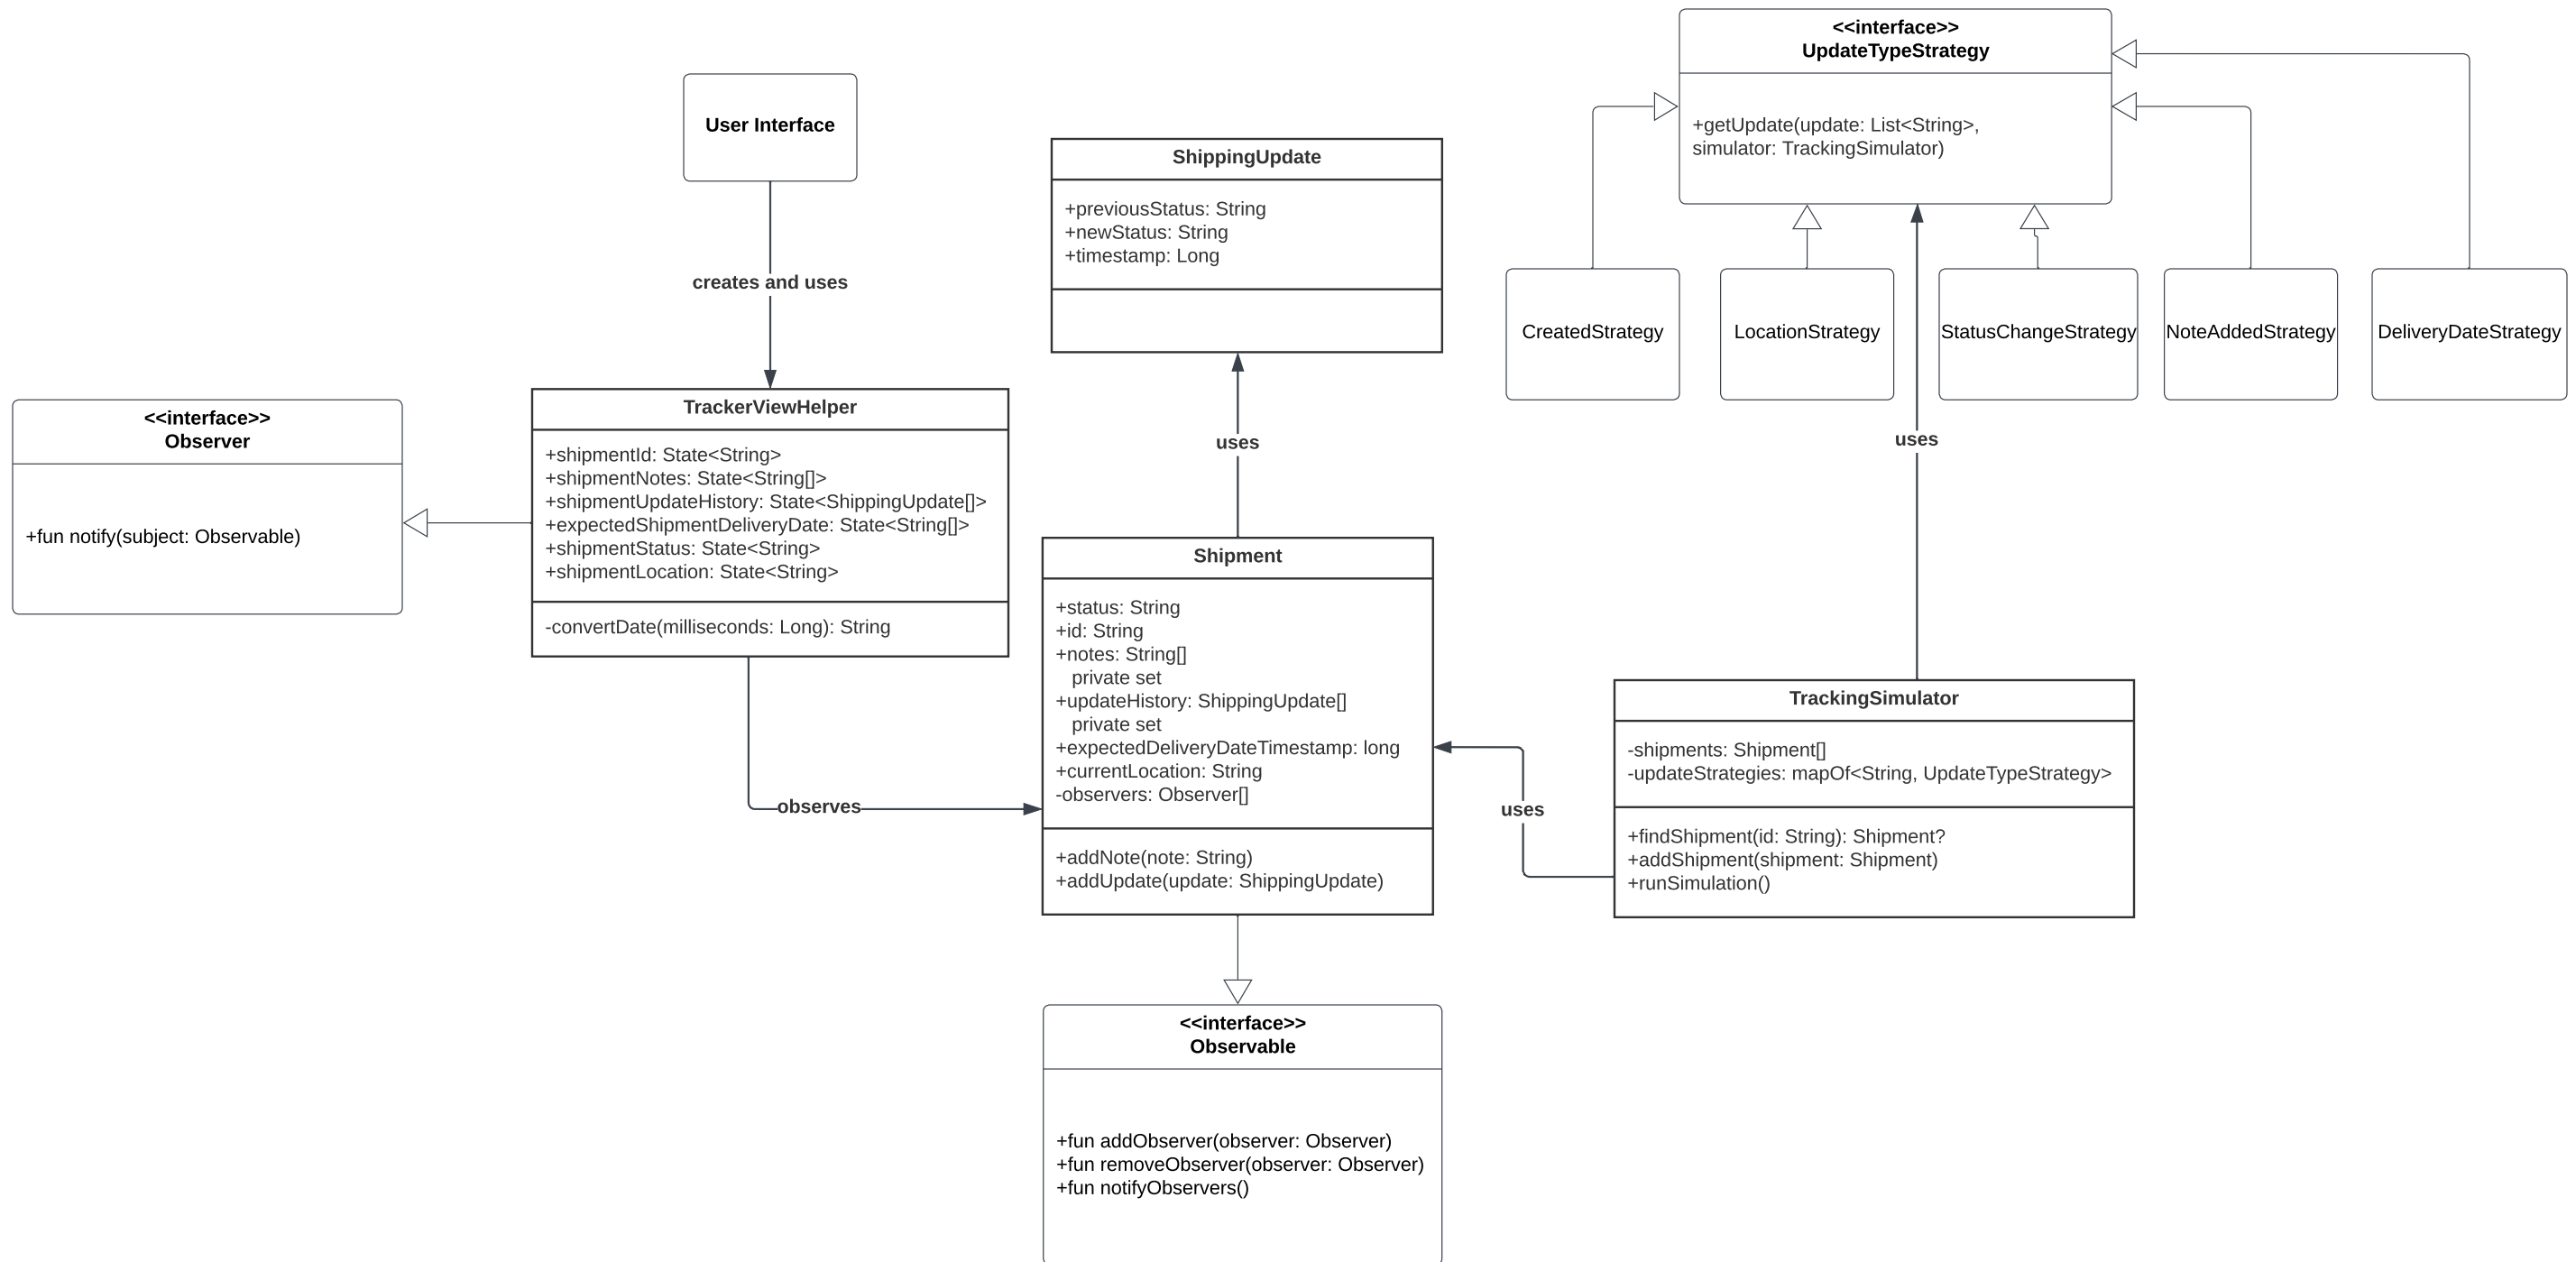 User Interface
creates and uses
<<interface>>
Observer
+fun notify(subject: Observable)
TrackerViewHelper
+shipmentId: State<String>
+shipmentNotes: State<String[]>
+shipmentUpdateHistory: State<ShippingUpdate[]>
+expectedShipmentDeliveryDate: State<String[]>
+shipmentStatus: State<String>
+shipmentLocation: State<String>
-convertDate(milliseconds: Long): String
observes
ShippingUpdate
+previousStatus: String
+newStatus: String
+timestamp: Long
uses
Shipment
+status: String
+id: String
+notes: String[]
private set
+updateHistory: ShippingUpdate[]
private set
+expectedDeliveryDateTimestamp: long
+currentLocation: String
-observers: Observer[]
+addNote(note: String)
+addUpdate(update: ShippingUpdate)
<<interface>>
Observable
+fun addObserver(observer: Observer)
+fun removeObserver(observer: Observer)
+fun notifyObservers()
<<interface>>
UpdateTypeStrategy
+getUpdate(update: List<String>,
simulator: TrackingSimulator)
CreatedStrategy
LocationStrategy
StatusChangeStrategy
NoteAddedStrategy
DeliveryDateStrategy
uses
TrackingSimulator
-shipments: Shipment[]
-updateStrategies: mapOf<String, UpdateTypeStrategy>
+findShipment(id: String): Shipment?
+addShipment(shipment: Shipment)
+runSimulation()
uses